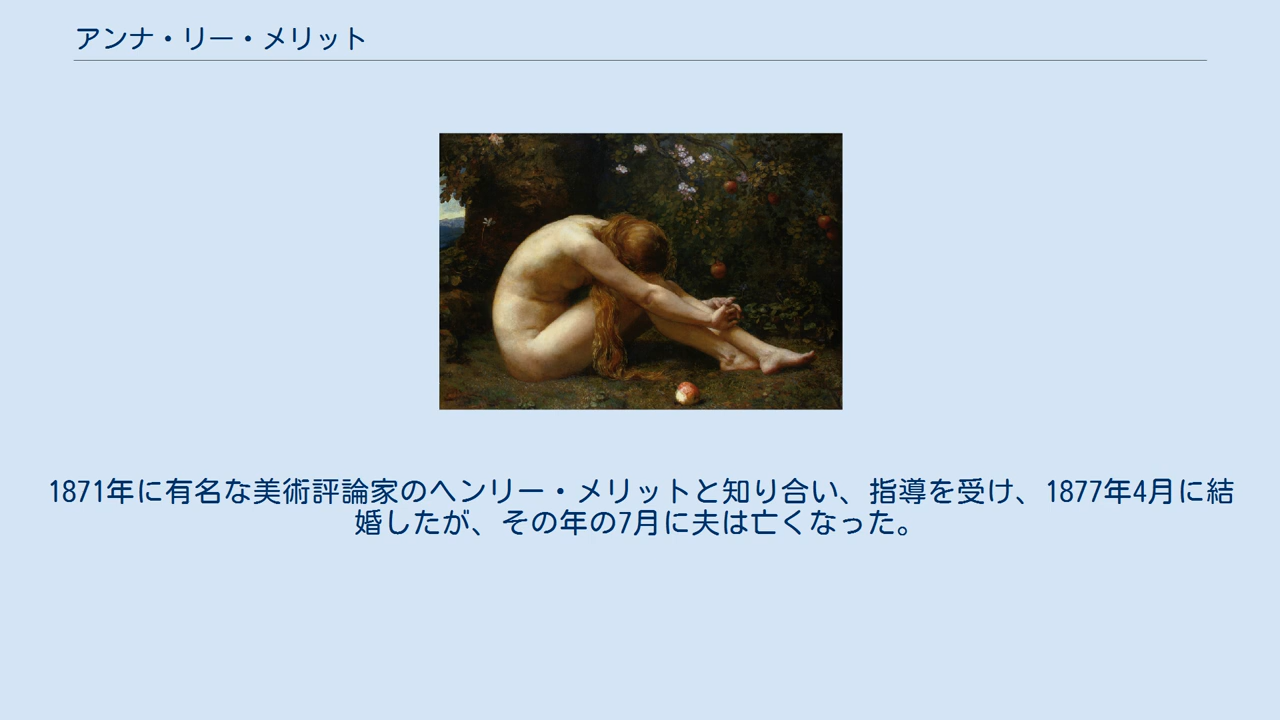 アンナ・リー・メリット
1871年に有名な美術評論家のヘンリー・メリットと知り合い、指導を受け、1877年4月に結
婚したが、その年の7月に夫は亡くなった。